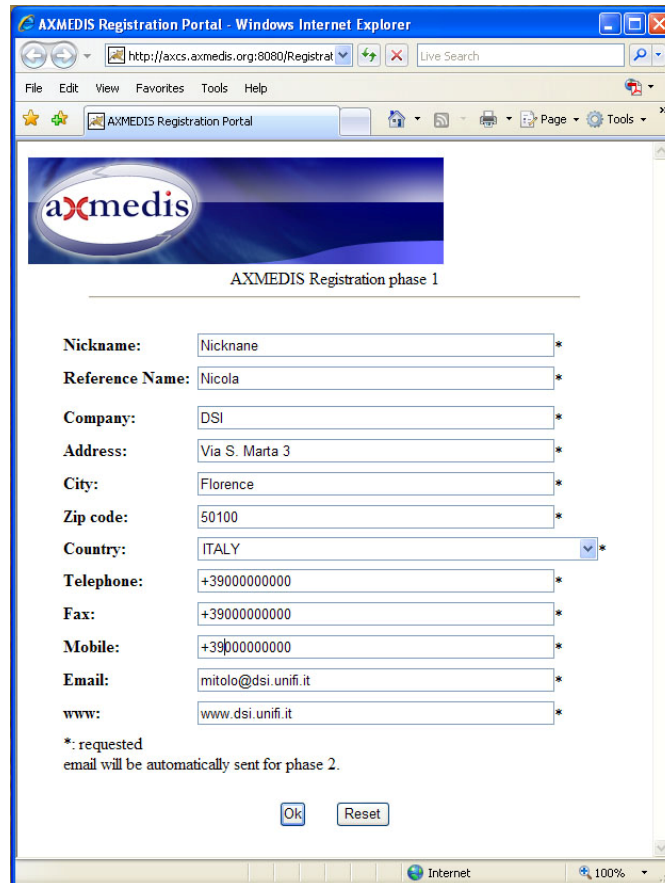 AXMEDIS Registration Portal - Windows Internet Explorer
http://axcs.axmedis.org:8080/Registrat
Live Search
File Edit View Favorites Tools Help
AXMEDIS Registration Portal
Page Tools »
axmedis
AXMEDIS Registration phase 1
Nickname: Nicknane *
Reference Name: Nicola *
Company: DSI *
Address: Via S. Marta 3 *
City: Florence *
Zip code: 50100 *
Country: ITALY *
Telephone: +39000000000 *
Fax: +39000000000 *
Mobile: +39000000000 *
Email: mitolo@dsi.unifi.it *
www: www.dsi.unifi.it *
*: requested
email will be automatically sent for phase 2.
Ok Reset
Internet 100%